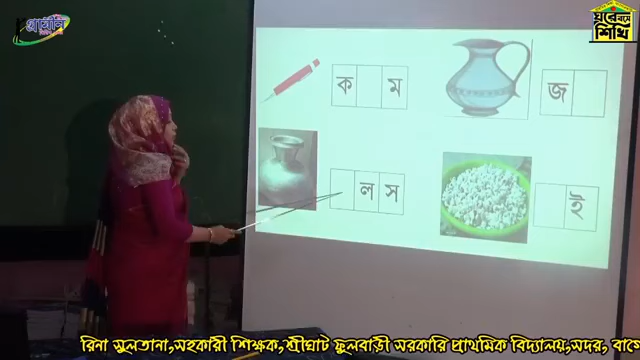 ঘরে বসে
শিখি
ক ম
জ
ল স
ই
রিনা সুলতানা,সহকারী শিক্ষক,শ্রীঘাট ফুলবাড়ী সরকারি প্রাথমিক বিদ্যালয়,সদর, বাগে